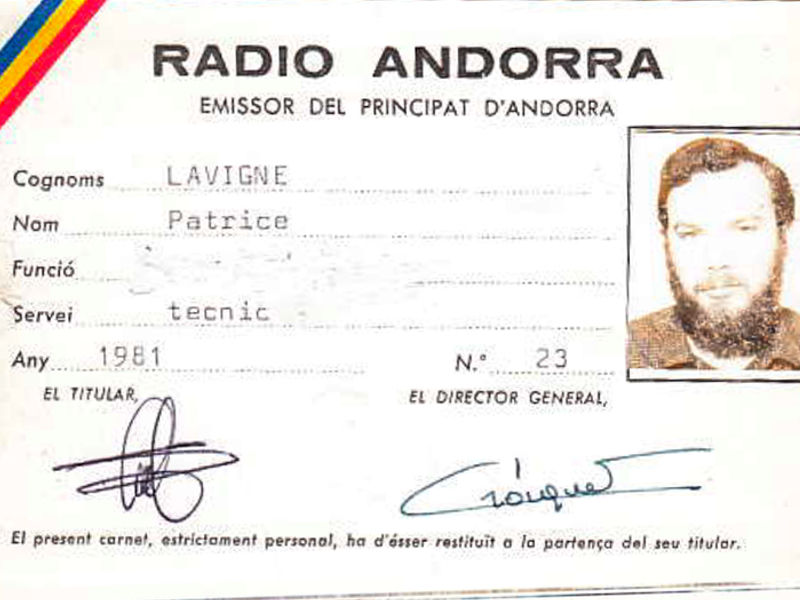 RADIO ANDORRA
EMISSOR DEL PRINCIPAT D'ANDORRA
Cognoms LAVIGNE
Nom Patrice
Funció
Servei tecnic
Any 1981 N.º 23
EL TITULAR, EL DIRECTOR GENERAL,
El present carnet, estrictament personal, ha d'ésser restituït a la partença del seu titular.